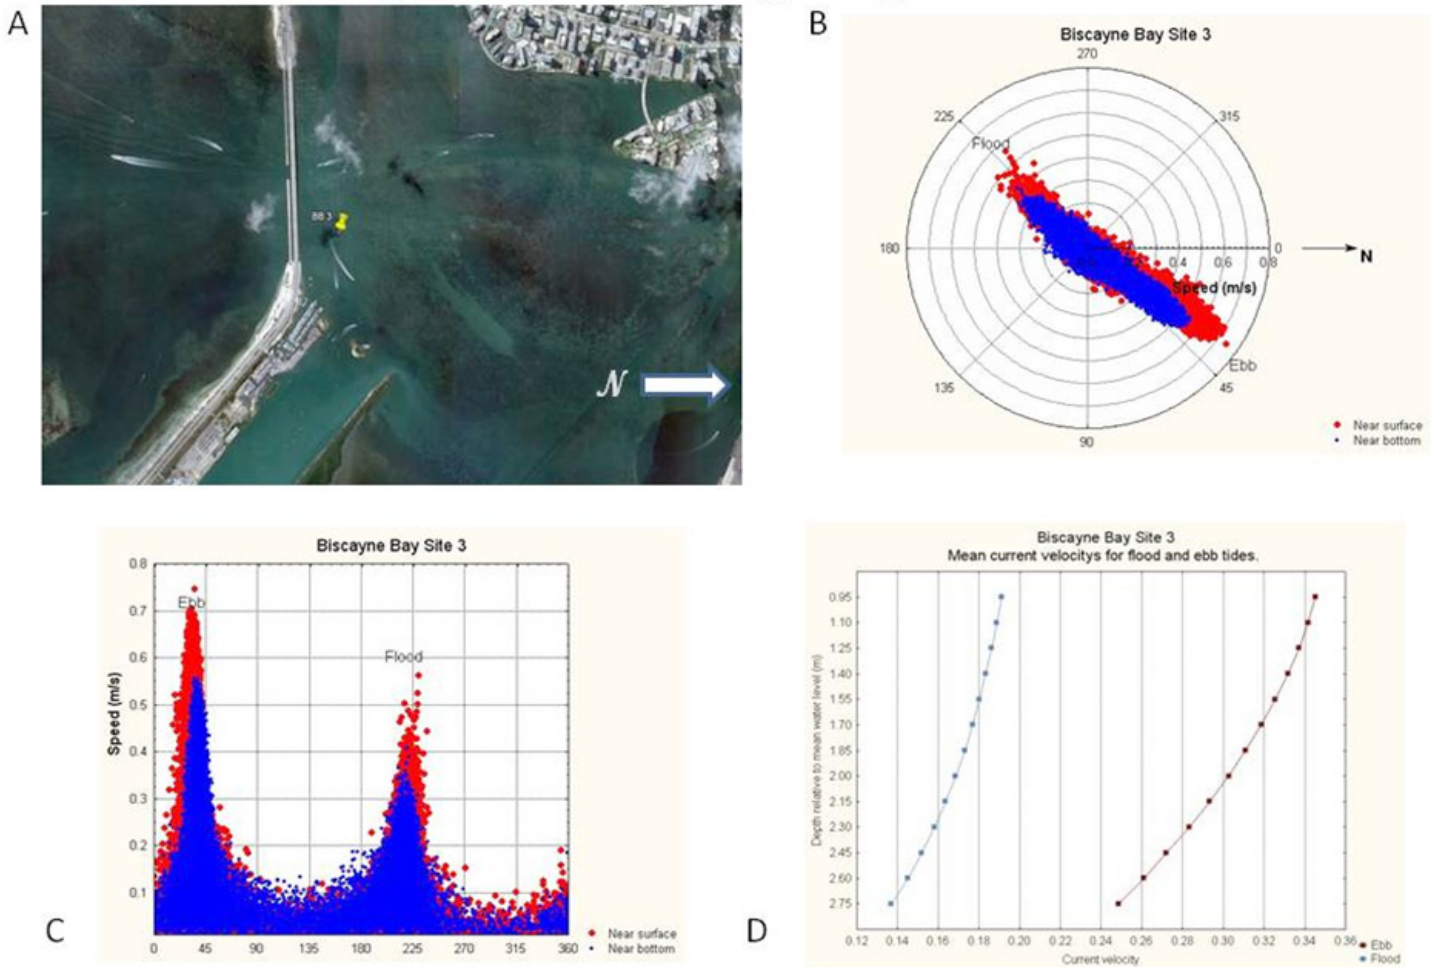 A
BB 3
N
B
Biscayne Bay Site 3
270
225
315
Flood
180
0.2
0.4
0.6
0.8
0
N
Speed (m/s)
Ebb
135
45
90
Near surface
Near bottom
C
Biscayne Bay Site 3
Speed (m/s)
0.8
0.7
0.6
0.5
0.4
0.3
0.2
0.1
Ebb
Flood
0 45 90 135 180 225 270 315 360
Near surface
Near bottom
D
Biscayne Bay Site 3
Mean current velocitys for flood and ebb tides.
Depth relative to mean water level (m)
0.95
1.10
1.25
1.40
1.55
1.70
1.85
2.00
2.15
2.30
2.45
2.60
2.75
0.12 0.14 0.16 0.18 0.20 0.22 0.24 0.26 0.28 0.30 0.32 0.34 0.36
Current velocity
Ebb
Flood